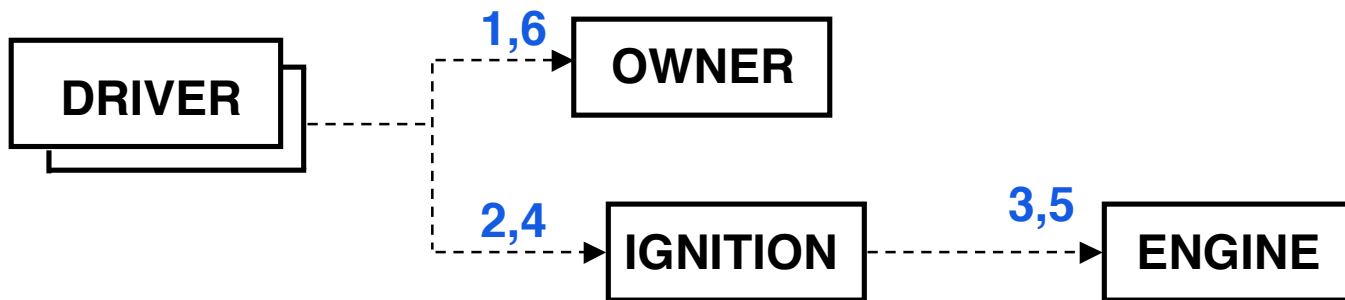 1,6
OWNER
DRIVER
2,4
IGNITION
3,5
ENGINE